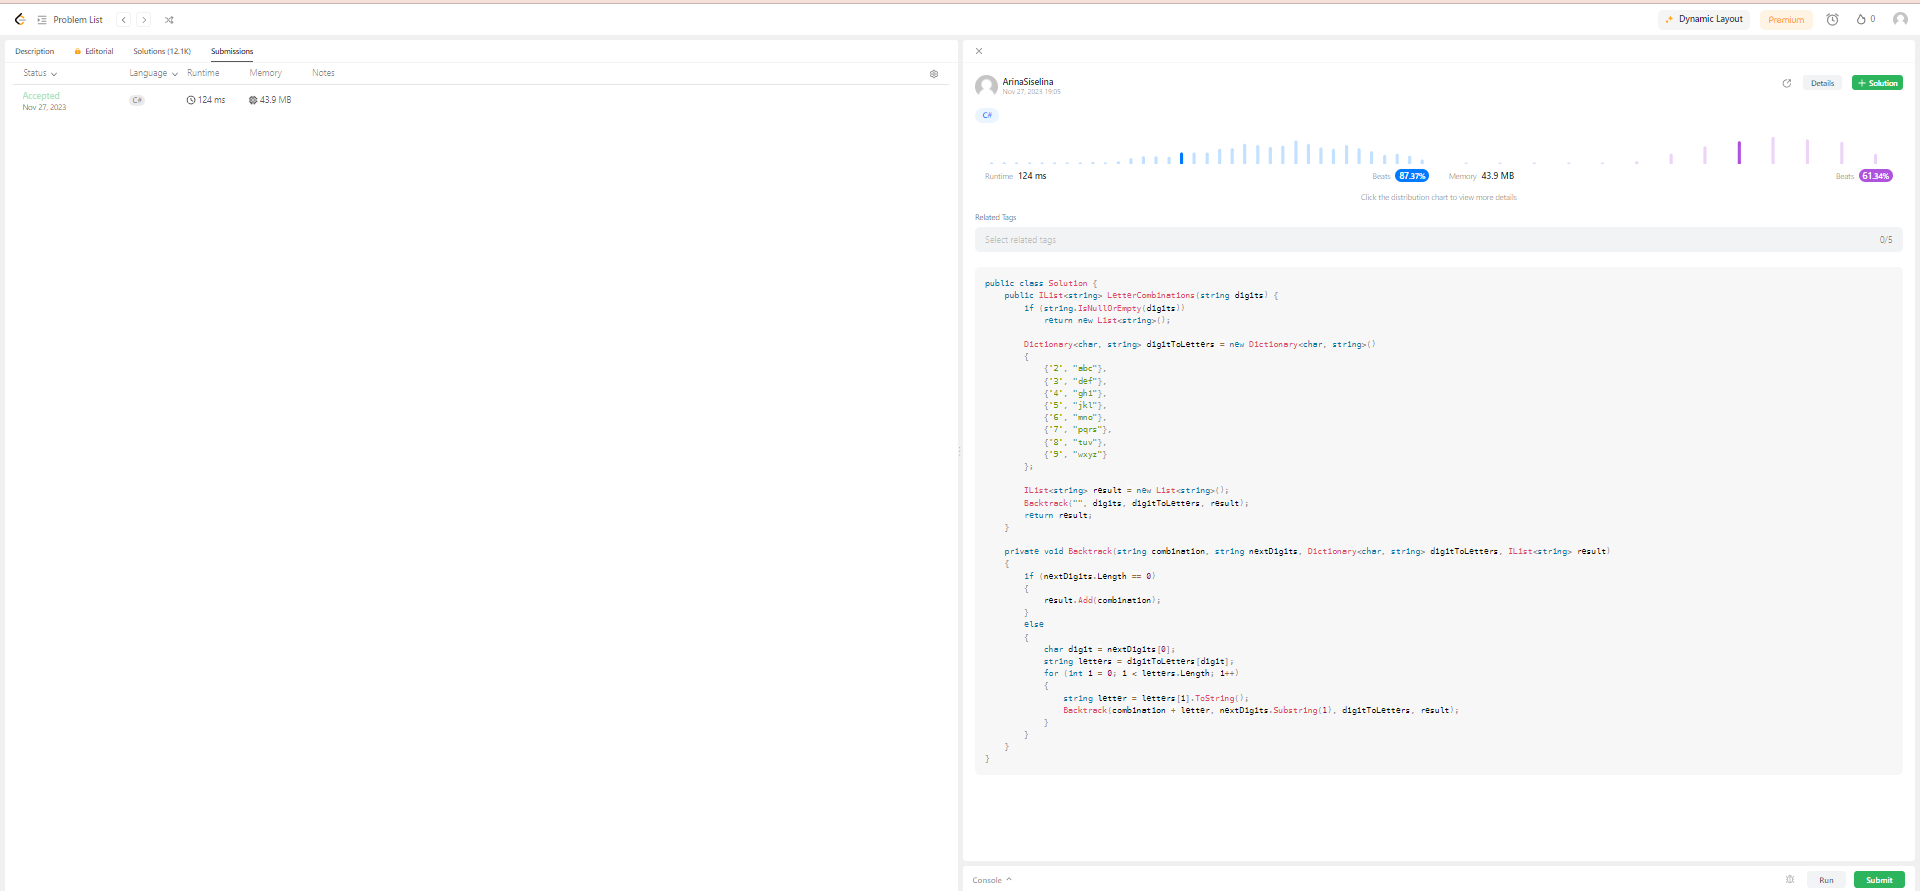 Problem List
Dynamic Layout
Premium
0
Description
Editorial
Solutions (12.1K)
Submissions
Status
Language
Runtime
Memory
Notes
Accepted
Nov 27, 2023
C#
124 ms
43.9 MB
ArinaSiselina
Nov 27, 2023 19:05
Details
+ Solution
C#
Runtime 124 ms
Beats 87.37%
Memory 43.9 MB
Beats 61.34%
Click the distribution chart to view more details
Related Tags
Select related tags
0/5
public class Solution {
    public IList<string> LetterCombinations(string digits) {
        if (string.IsNullOrEmpty(digits))
            return new List<string>();

        Dictionary<char, string> digitToLetters = new Dictionary<char, string>()
        {
            {'2', "abc"},
            {'3', "def"},
            {'4', "ghi"},
            {'5', "jkl"},
            {'6', "mno"},
            {'7', "pqrs"},
            {'8', "tuv"},
            {'9', "wxyz"}
        };

        IList<string> result = new List<string>();
        Backtrack("", digits, digitToLetters, result);
        return result;
    }

    private void Backtrack(string combination, string nextDigits, Dictionary<char, string> digitToLetters, IList<string> result)
    {
        if (nextDigits.Length == 0)
        {
            result.Add(combination);
        }
        else
        {
            char digit = nextDigits[0];
            string letters = digitToLetters[digit];
            for (int i = 0; i < letters.Length; i++)
            {
                string letter = letters[i].ToString();
                Backtrack(combination + letter, nextDigits.Substring(1), digitToLetters, result);
            }
        }
    }
}
Console
Run
Submit